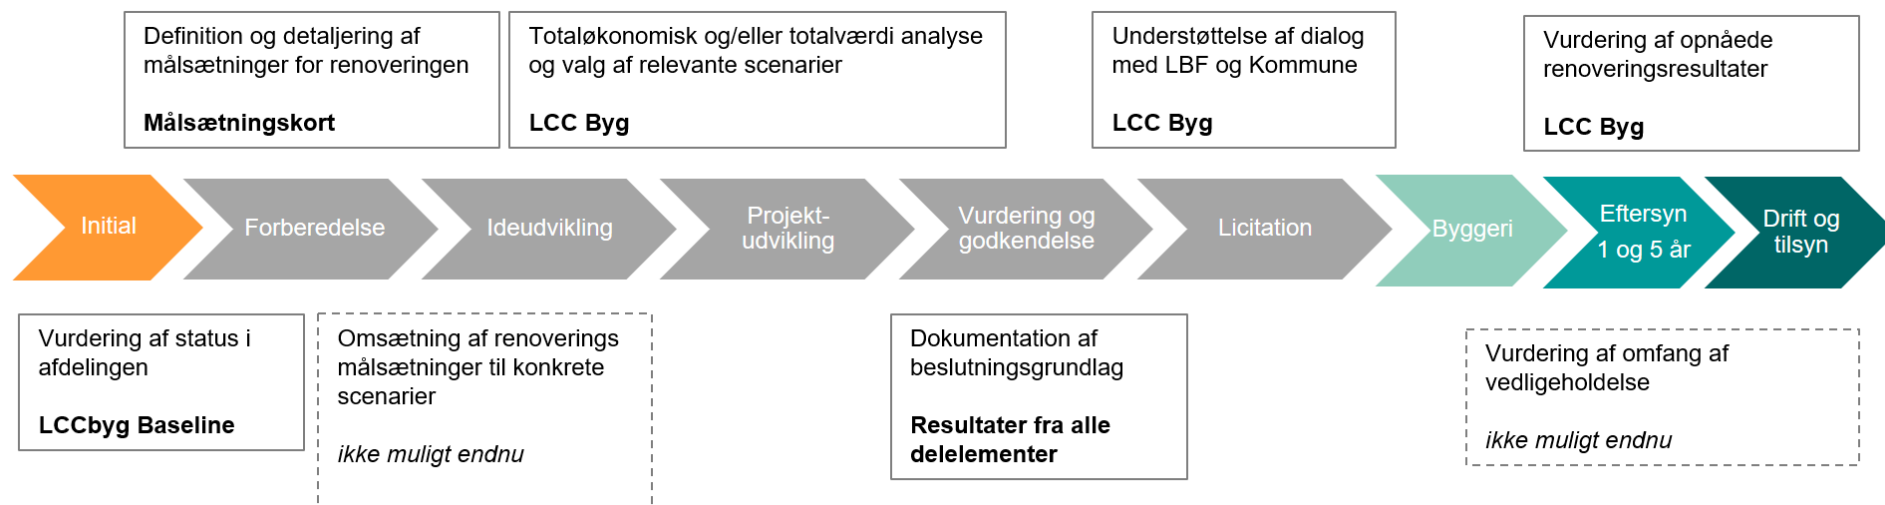 Definition og detaljering af
målsætninger for renoveringen
Målsætningskort
Totaløkonomisk og/eller totalværdi analyse
og valg af relevante scenarier
LCC Byg
Understøttelse af dialog
med LBF og Kommune
LCC Byg
Vurdering af opnåede
renoveringsresultater
LCC Byg
Initial
Forberedelse
Ideudvikling
Projekt-
udvikling
Vurdering og
godkendelse
Licitation
Byggeri
Eftersyn
1 og 5 år
Drift og
tilsyn
Vurdering af status i
afdelingen
LCCbyg Baseline
Omsætning af renoverings
målsætninger til konkrete
scenarier
ikke muligt endnu
Dokumentation af
beslutningsgrundlag
Resultater fra alle
delelementer
Vurdering af omfang af
vedligeholdelse
ikke muligt endnu